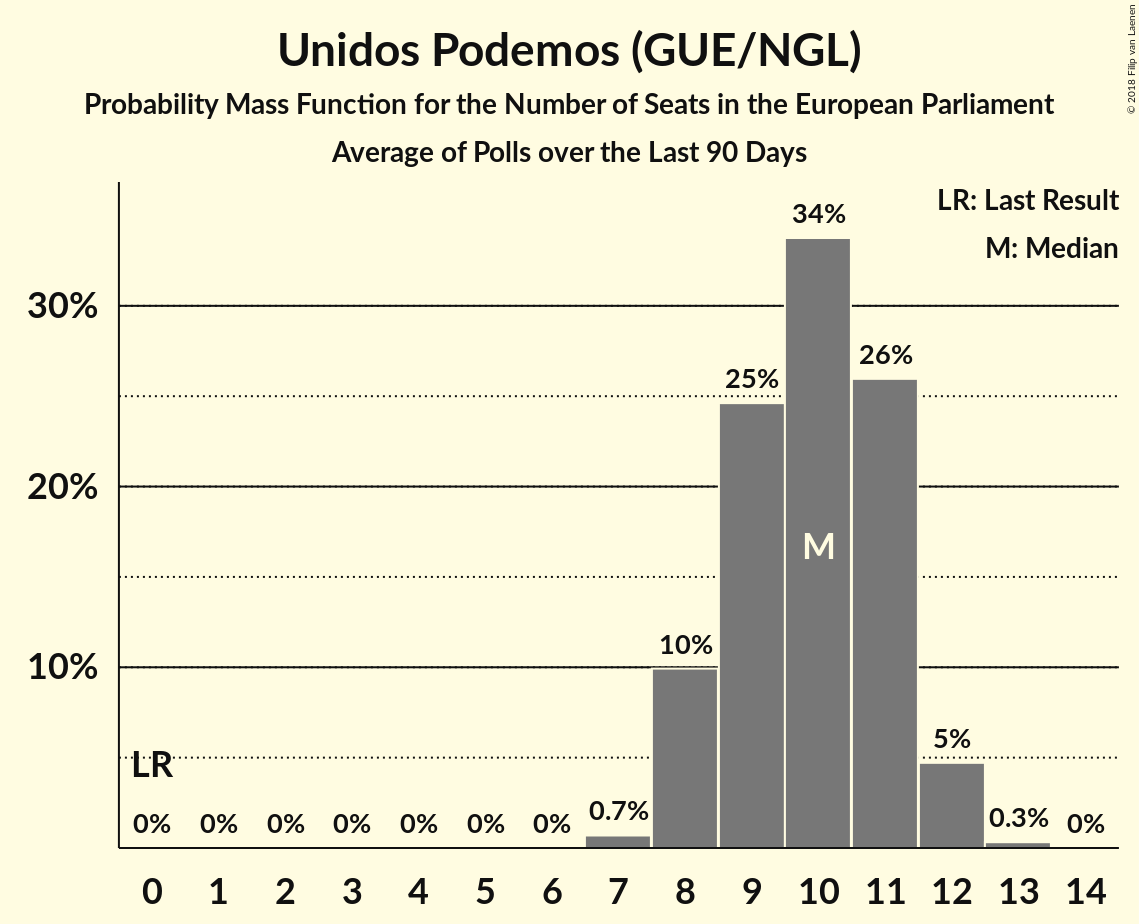 Unidos Podemos (GUE/NGL)
Probability Mass Function for the Number of Seats in the European Parliament
Average of Polls over the Last 90 Days
© 2018 Filip van Laenen
LR: Last Result
M: Median
34%
30%
26%
25%
20%
M
10%
10%
5%
LR
0% 0% 0% 0% 0% 0% 0% 0.7% 0.3% 0%
0 1 2 3 4 5 6 7 8 9 10 11 12 13 14